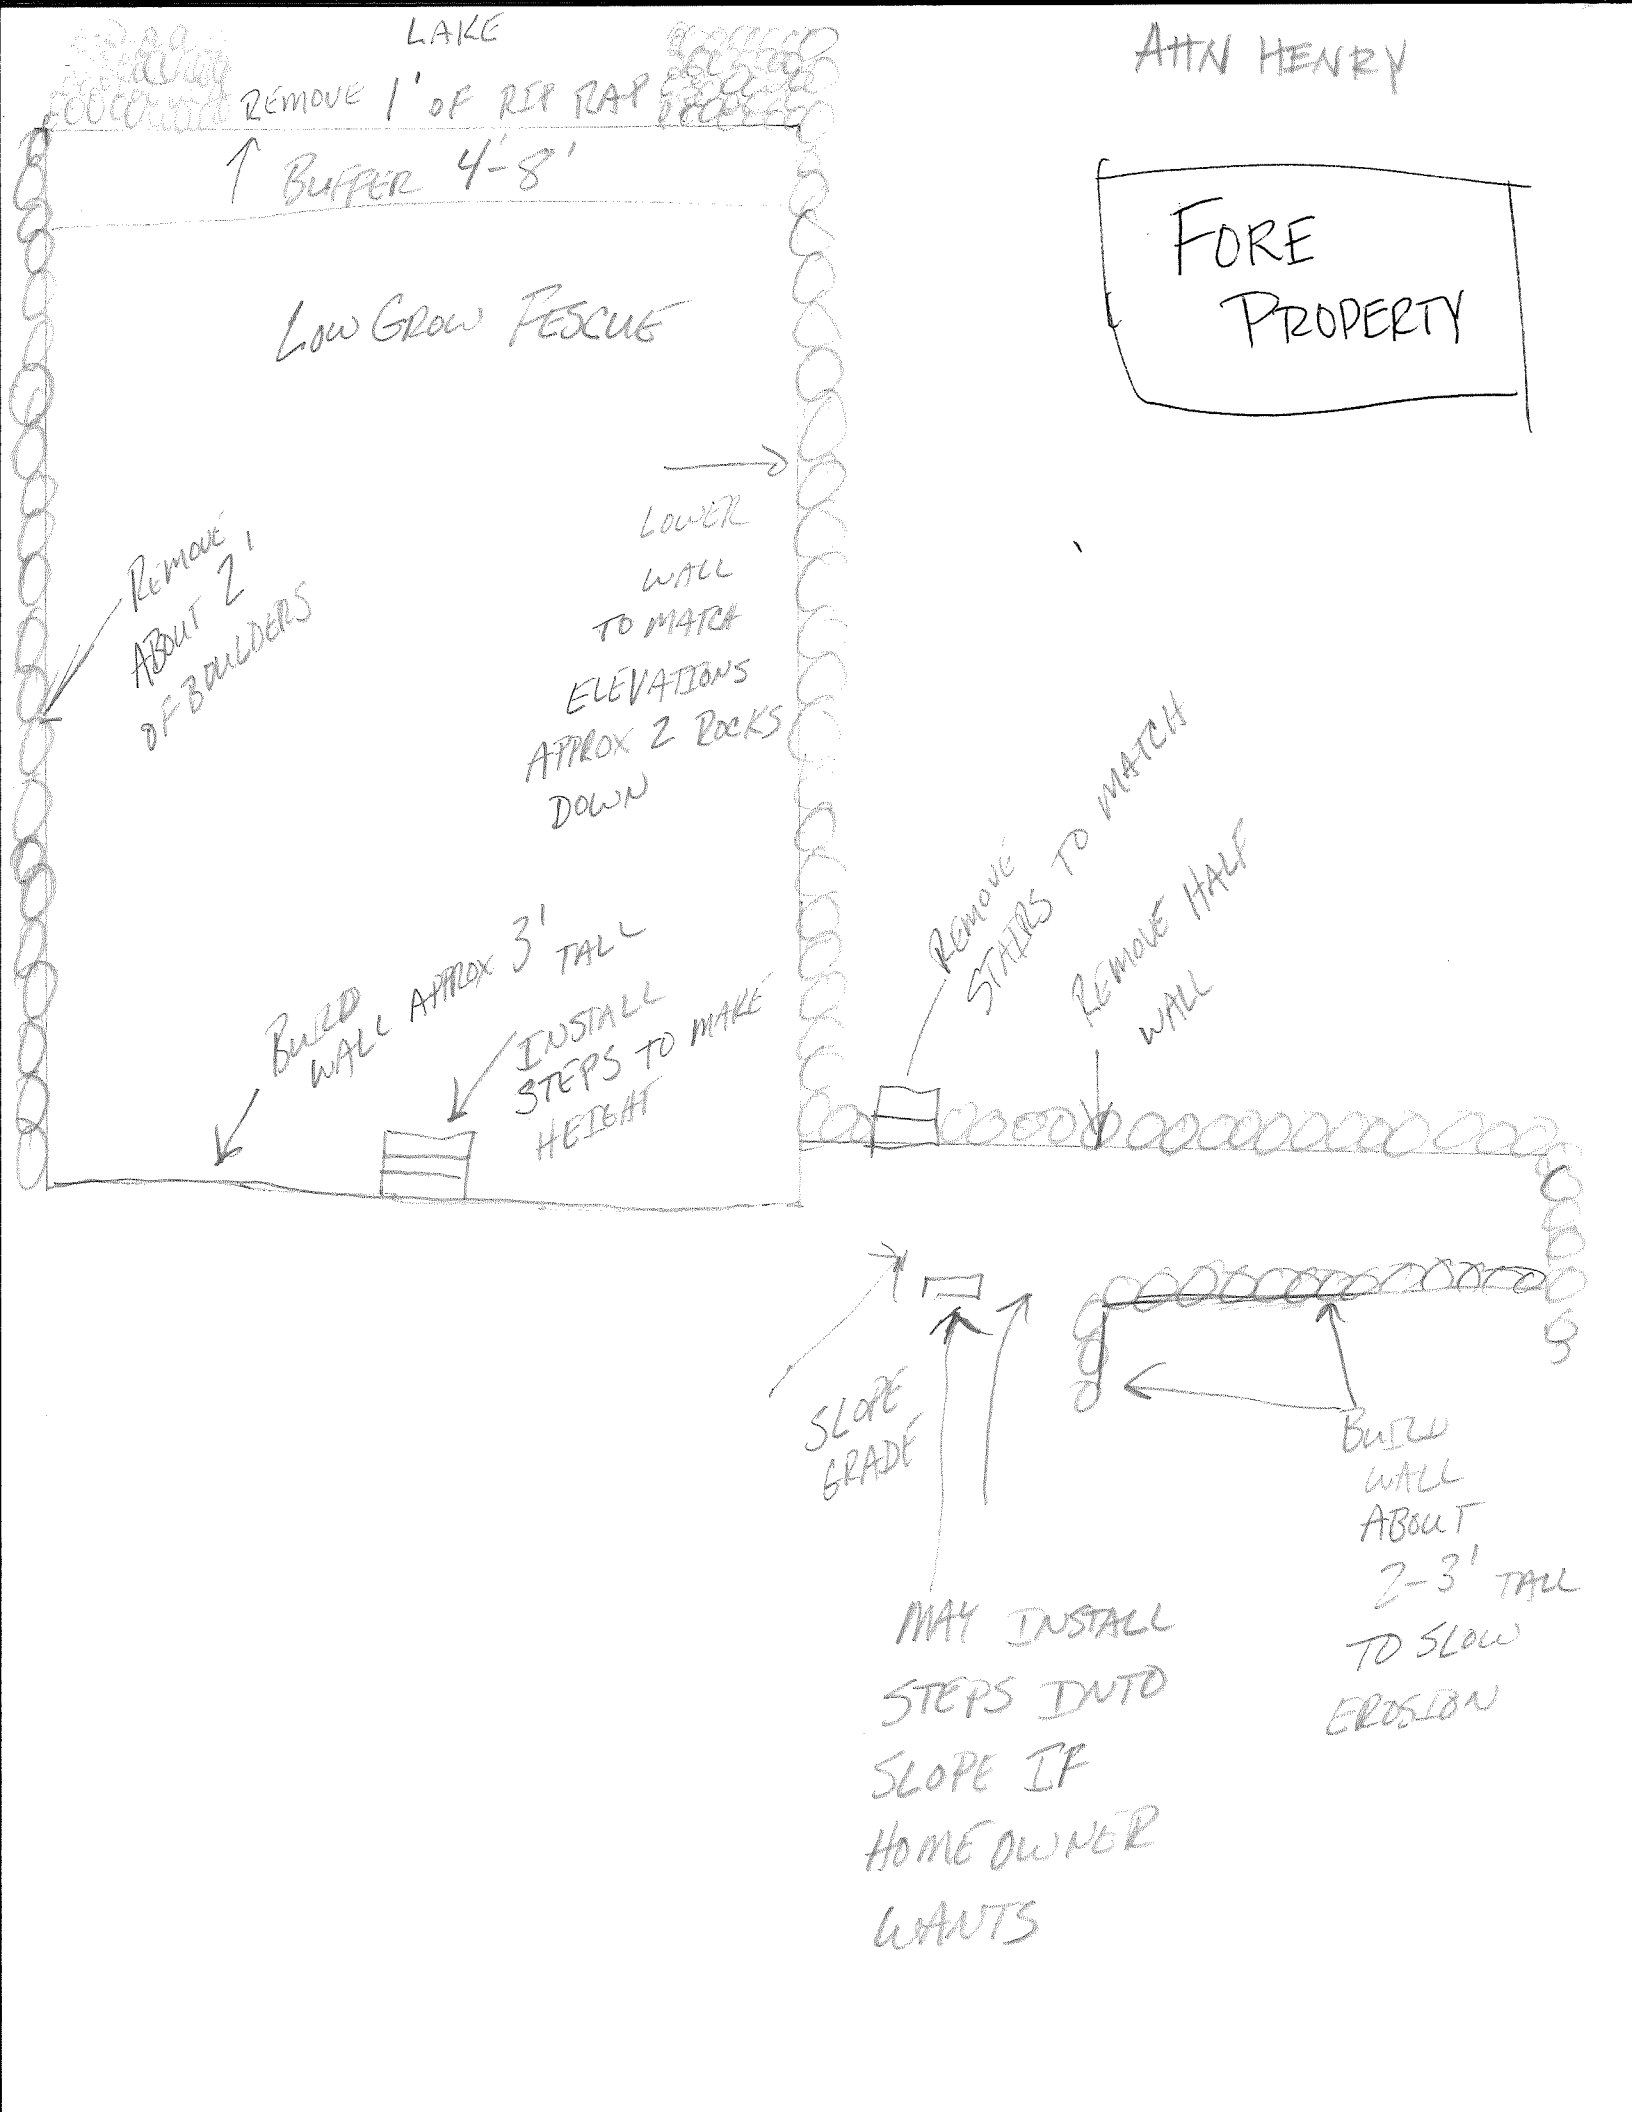 LAKE
REMOVE 1' OF RIP RAP
BUFFER 4'-8'
ATTN HENRY
FORE
PROPERTY
LOW GROW FESCUE
REMOVE
ABOUT 2'
OF BOULDERS
LOWER
WALL
TO MATCH
ELEVATIONS
APPROX 2 ROCKS
DOWN
REMOVE
STAIRS TO MATCH
REMOVE HALF
WALL
BUILD
WALL APPROX 3' TALL
INSTALL
STEPS TO MAKE
HEIGHT
SLOPE
GRADE
MAY INSTALL
STEPS INTO
SLOPE IF
HOMEOWNER
WANTS
BUILD
WALL
ABOUT
2-3' TALL
TO SLOW
EROSION